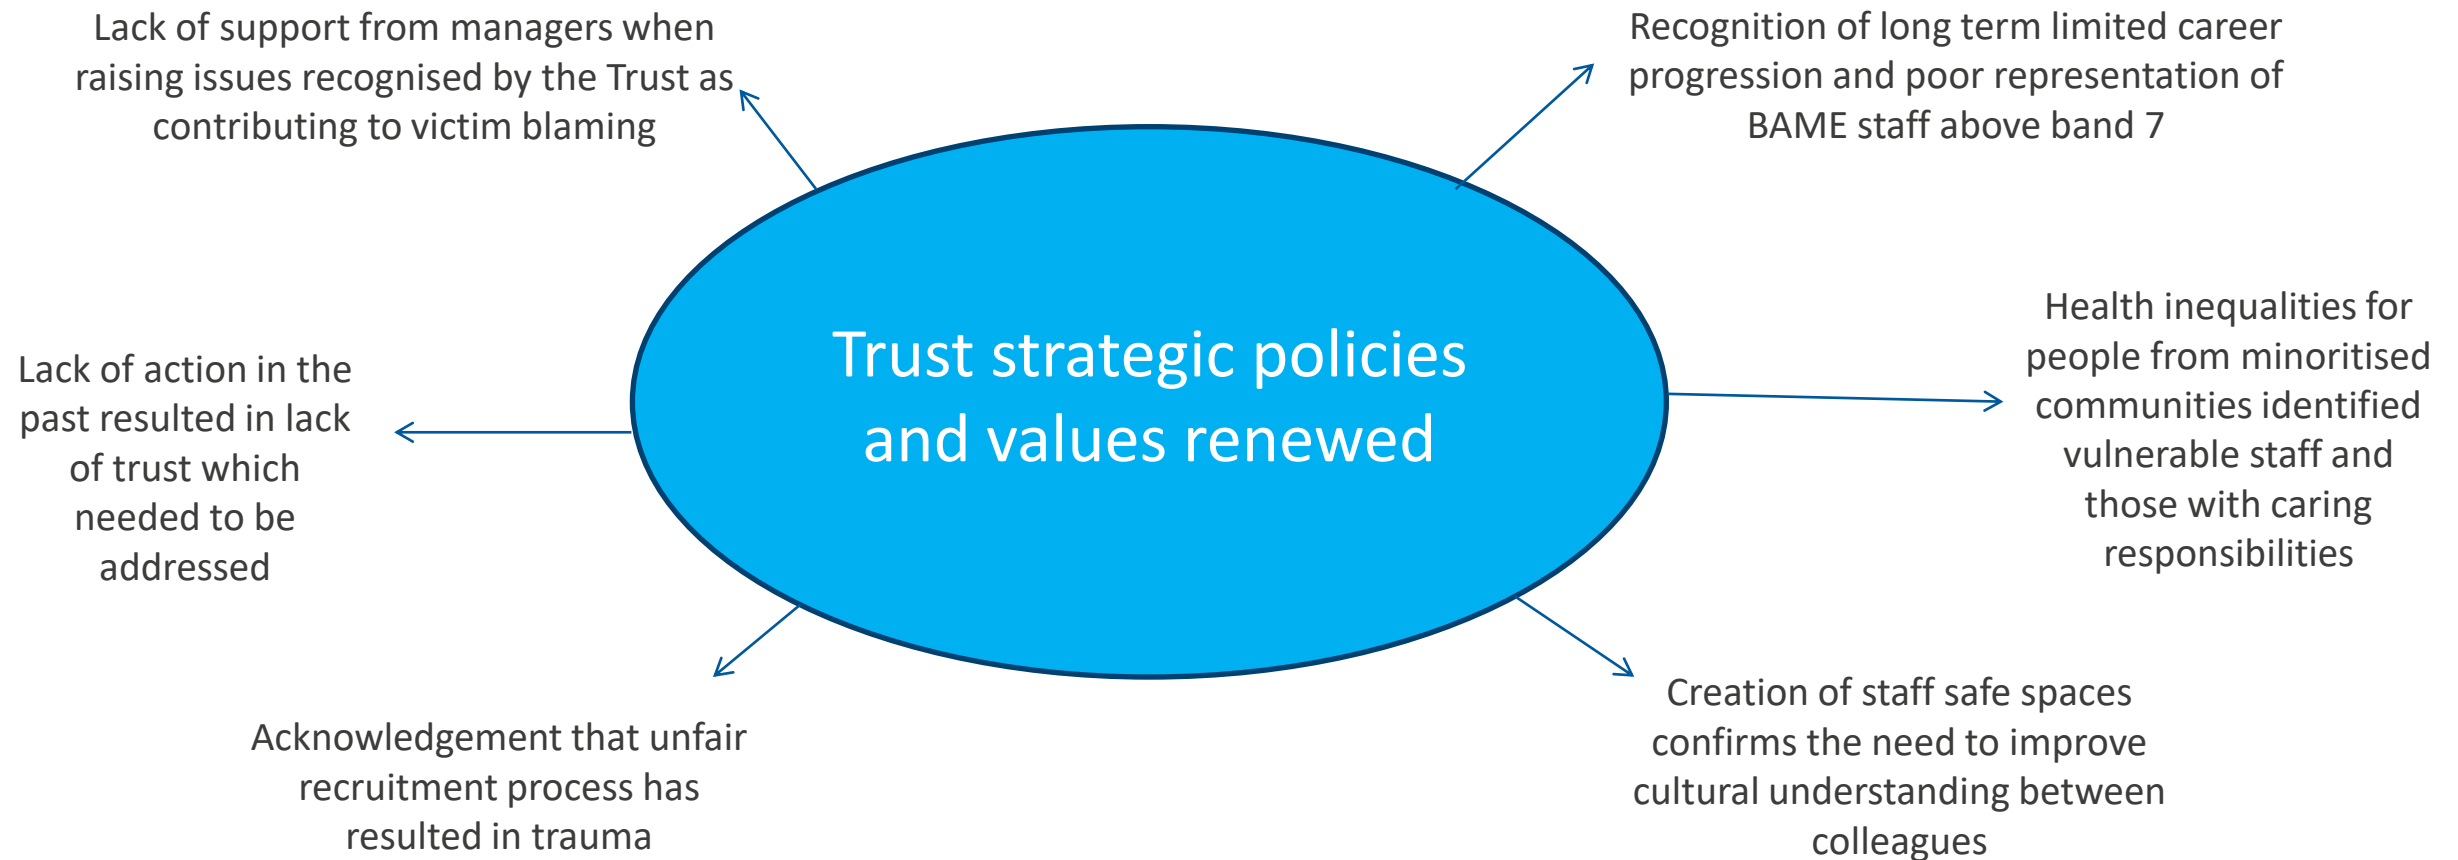 Lack of support from managers when
raising issues recognised by the Trust as
contributing to victim blaming
Recognition of long term limited career
progression and poor representation of
BAME staff above band 7
Lack of action in the
past resulted in lack
of trust which
needed to be
addressed
Trust strategic policies
and values renewed
Health inequalities for
people from minoritised
communities identified
vulnerable staff and
those with caring
responsibilities
Acknowledgement that unfair
recruitment process has
resulted in trauma
Creation of staff safe spaces
confirms the need to improve
cultural understanding between
colleagues